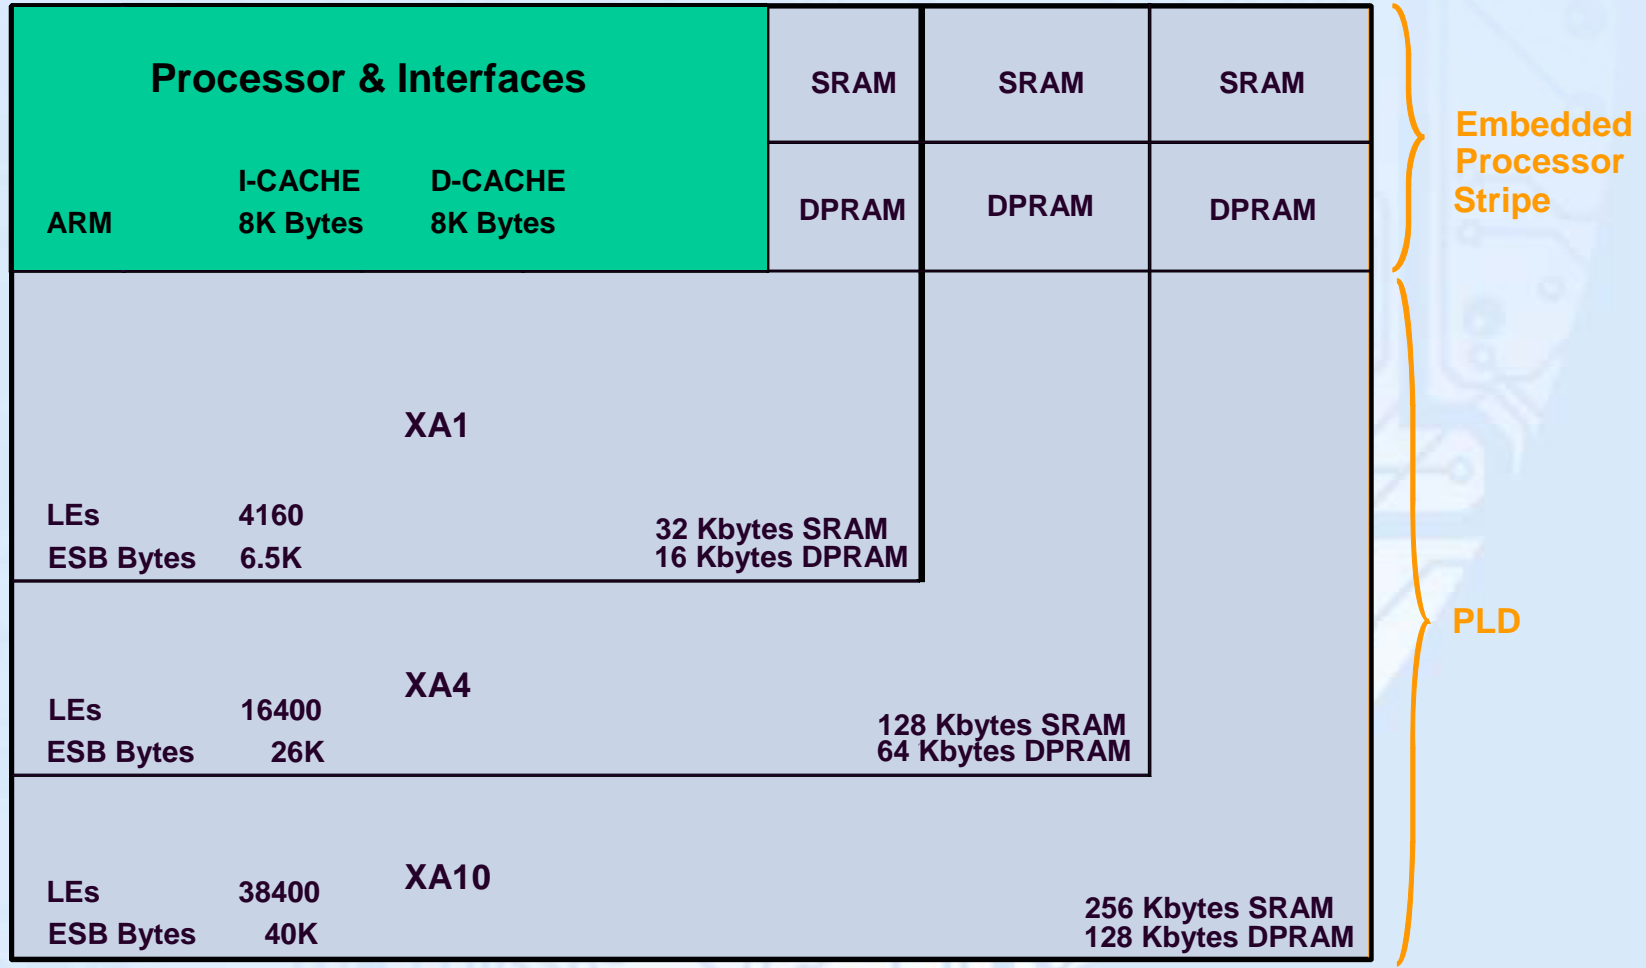 Processor & Interfaces
SRAM SRAM SRAM
I-CACHE D-CACHE
ARM 8K Bytes 8K Bytes
DPRAM DPRAM DPRAM
Embedded
Processor
Stripe
XA1
LEs 4160
ESB Bytes 6.5K
32 Kbytes SRAM
16 Kbytes DPRAM
PLD
XA4
LEs 16400
ESB Bytes 26K
128 Kbytes SRAM
64 Kbytes DPRAM
XA10
LEs 38400
ESB Bytes 40K
256 Kbytes SRAM
128 Kbytes DPRAM